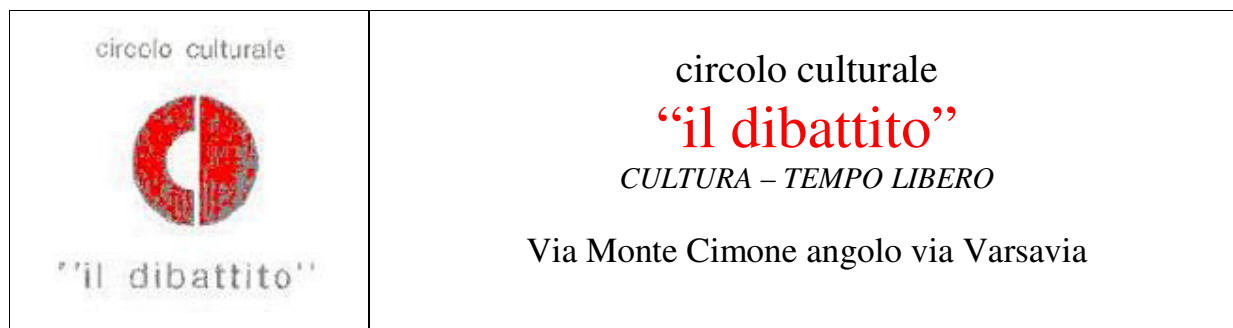 circolo culturale
''il dibattito''
circolo culturale
“il dibattito”
CULTURA – TEMPO LIBERO
Via Monte Cimone angolo via Varsavia